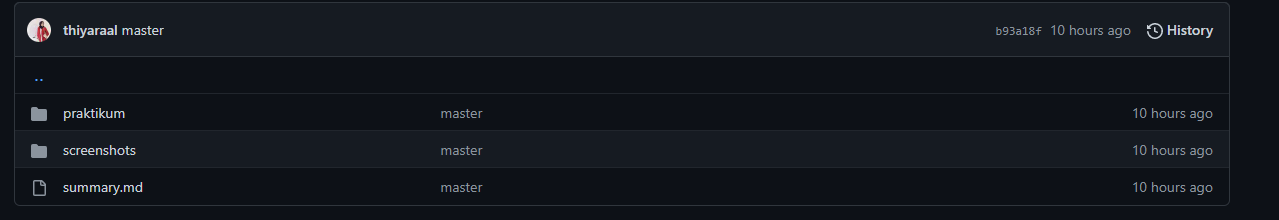 thiyaraal master b93a18f 10 hours ago History
..
praktikum master 10 hours ago
screenshots master 10 hours ago
summary.md master 10 hours ago